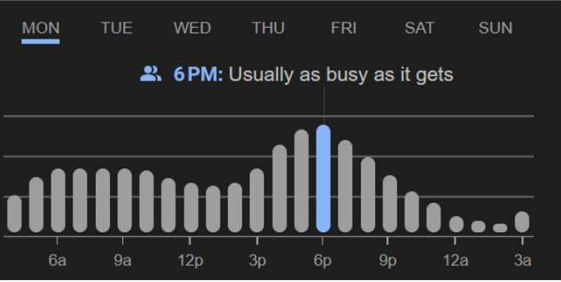 MON TUE WED THU FRI SAT SUN
6 PM: Usually as busy as it gets
6a 9a 12p 3p 6p 9p 12a 3a